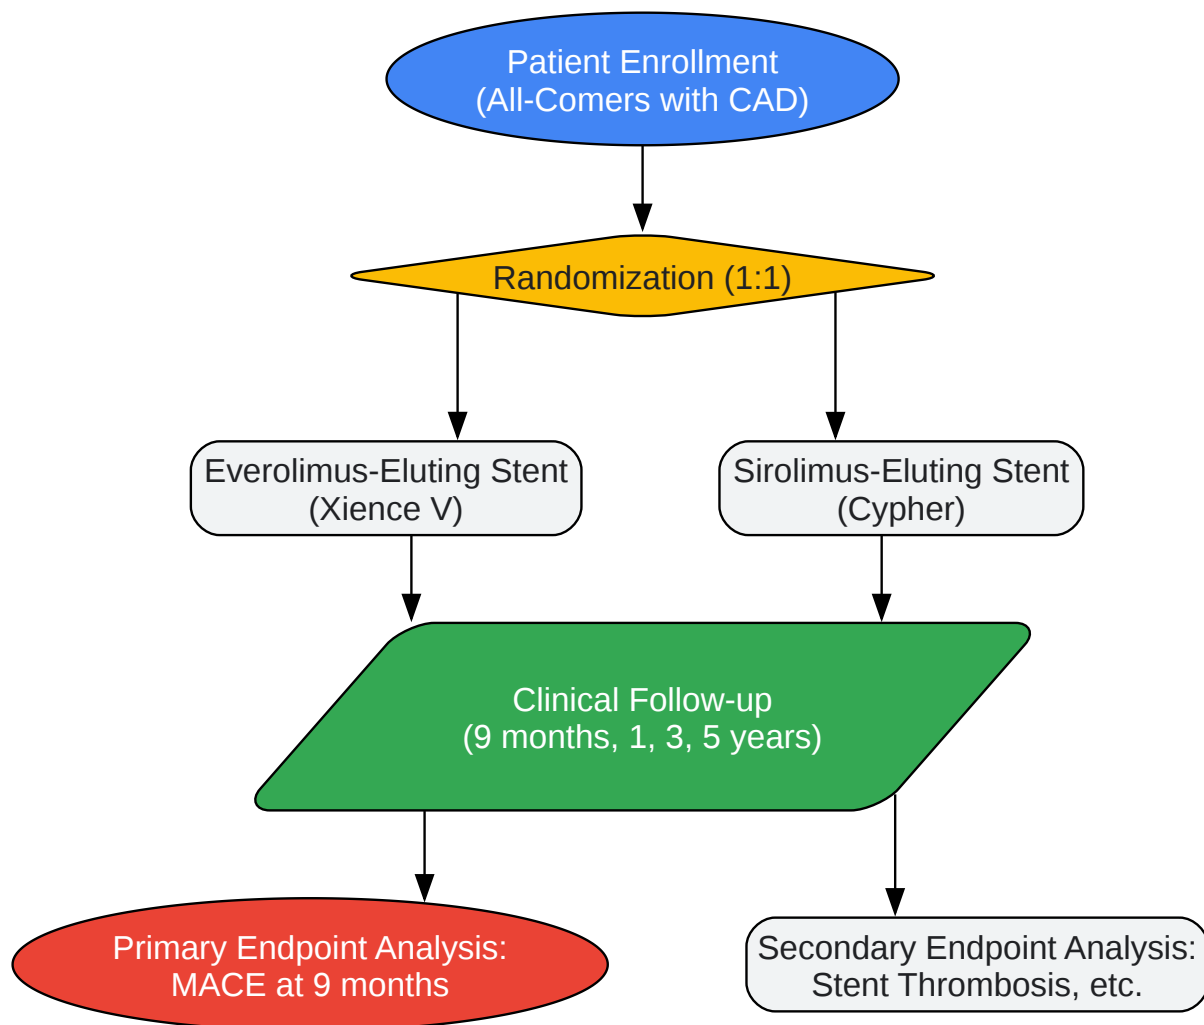 Patient Enrollment
(All-Comers with CAD)
Randomization (1:1)
Everolimus-Eluting Stent
(Xience V)
Sirolimus-Eluting Stent
(Cypher)
Clinical Follow-up
(9 months, 1, 3, 5 years)
Primary Endpoint Analysis:
MACE at 9 months
Secondary Endpoint Analysis:
Stent Thrombosis, etc.